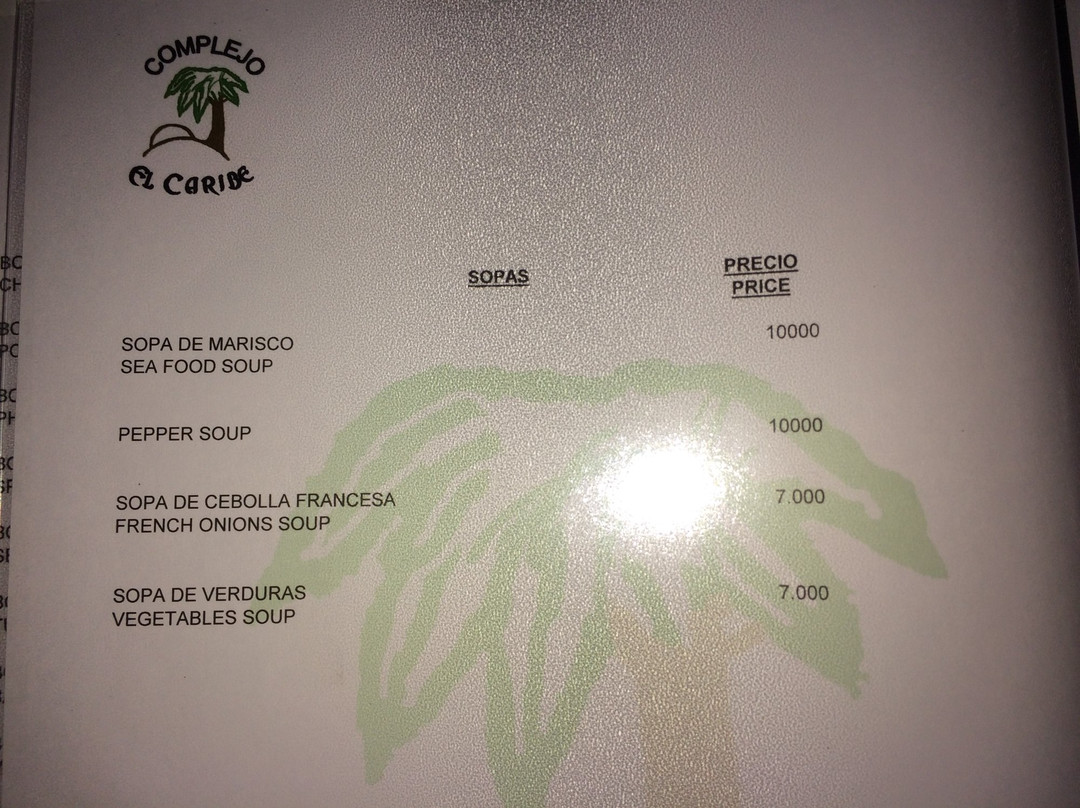 COMPLEJO
EL CARIBE
SOPAS
PRECIO
PRICE
SOPA DE MARISCO
SEA FOOD SOUP
10000
PEPPER SOUP
10000
SOPA DE CEBOLLA FRANCESA
FRENCH ONIONS SOUP
7.000
SOPA DE VERDURAS
VEGETABLES SOUP
7.000